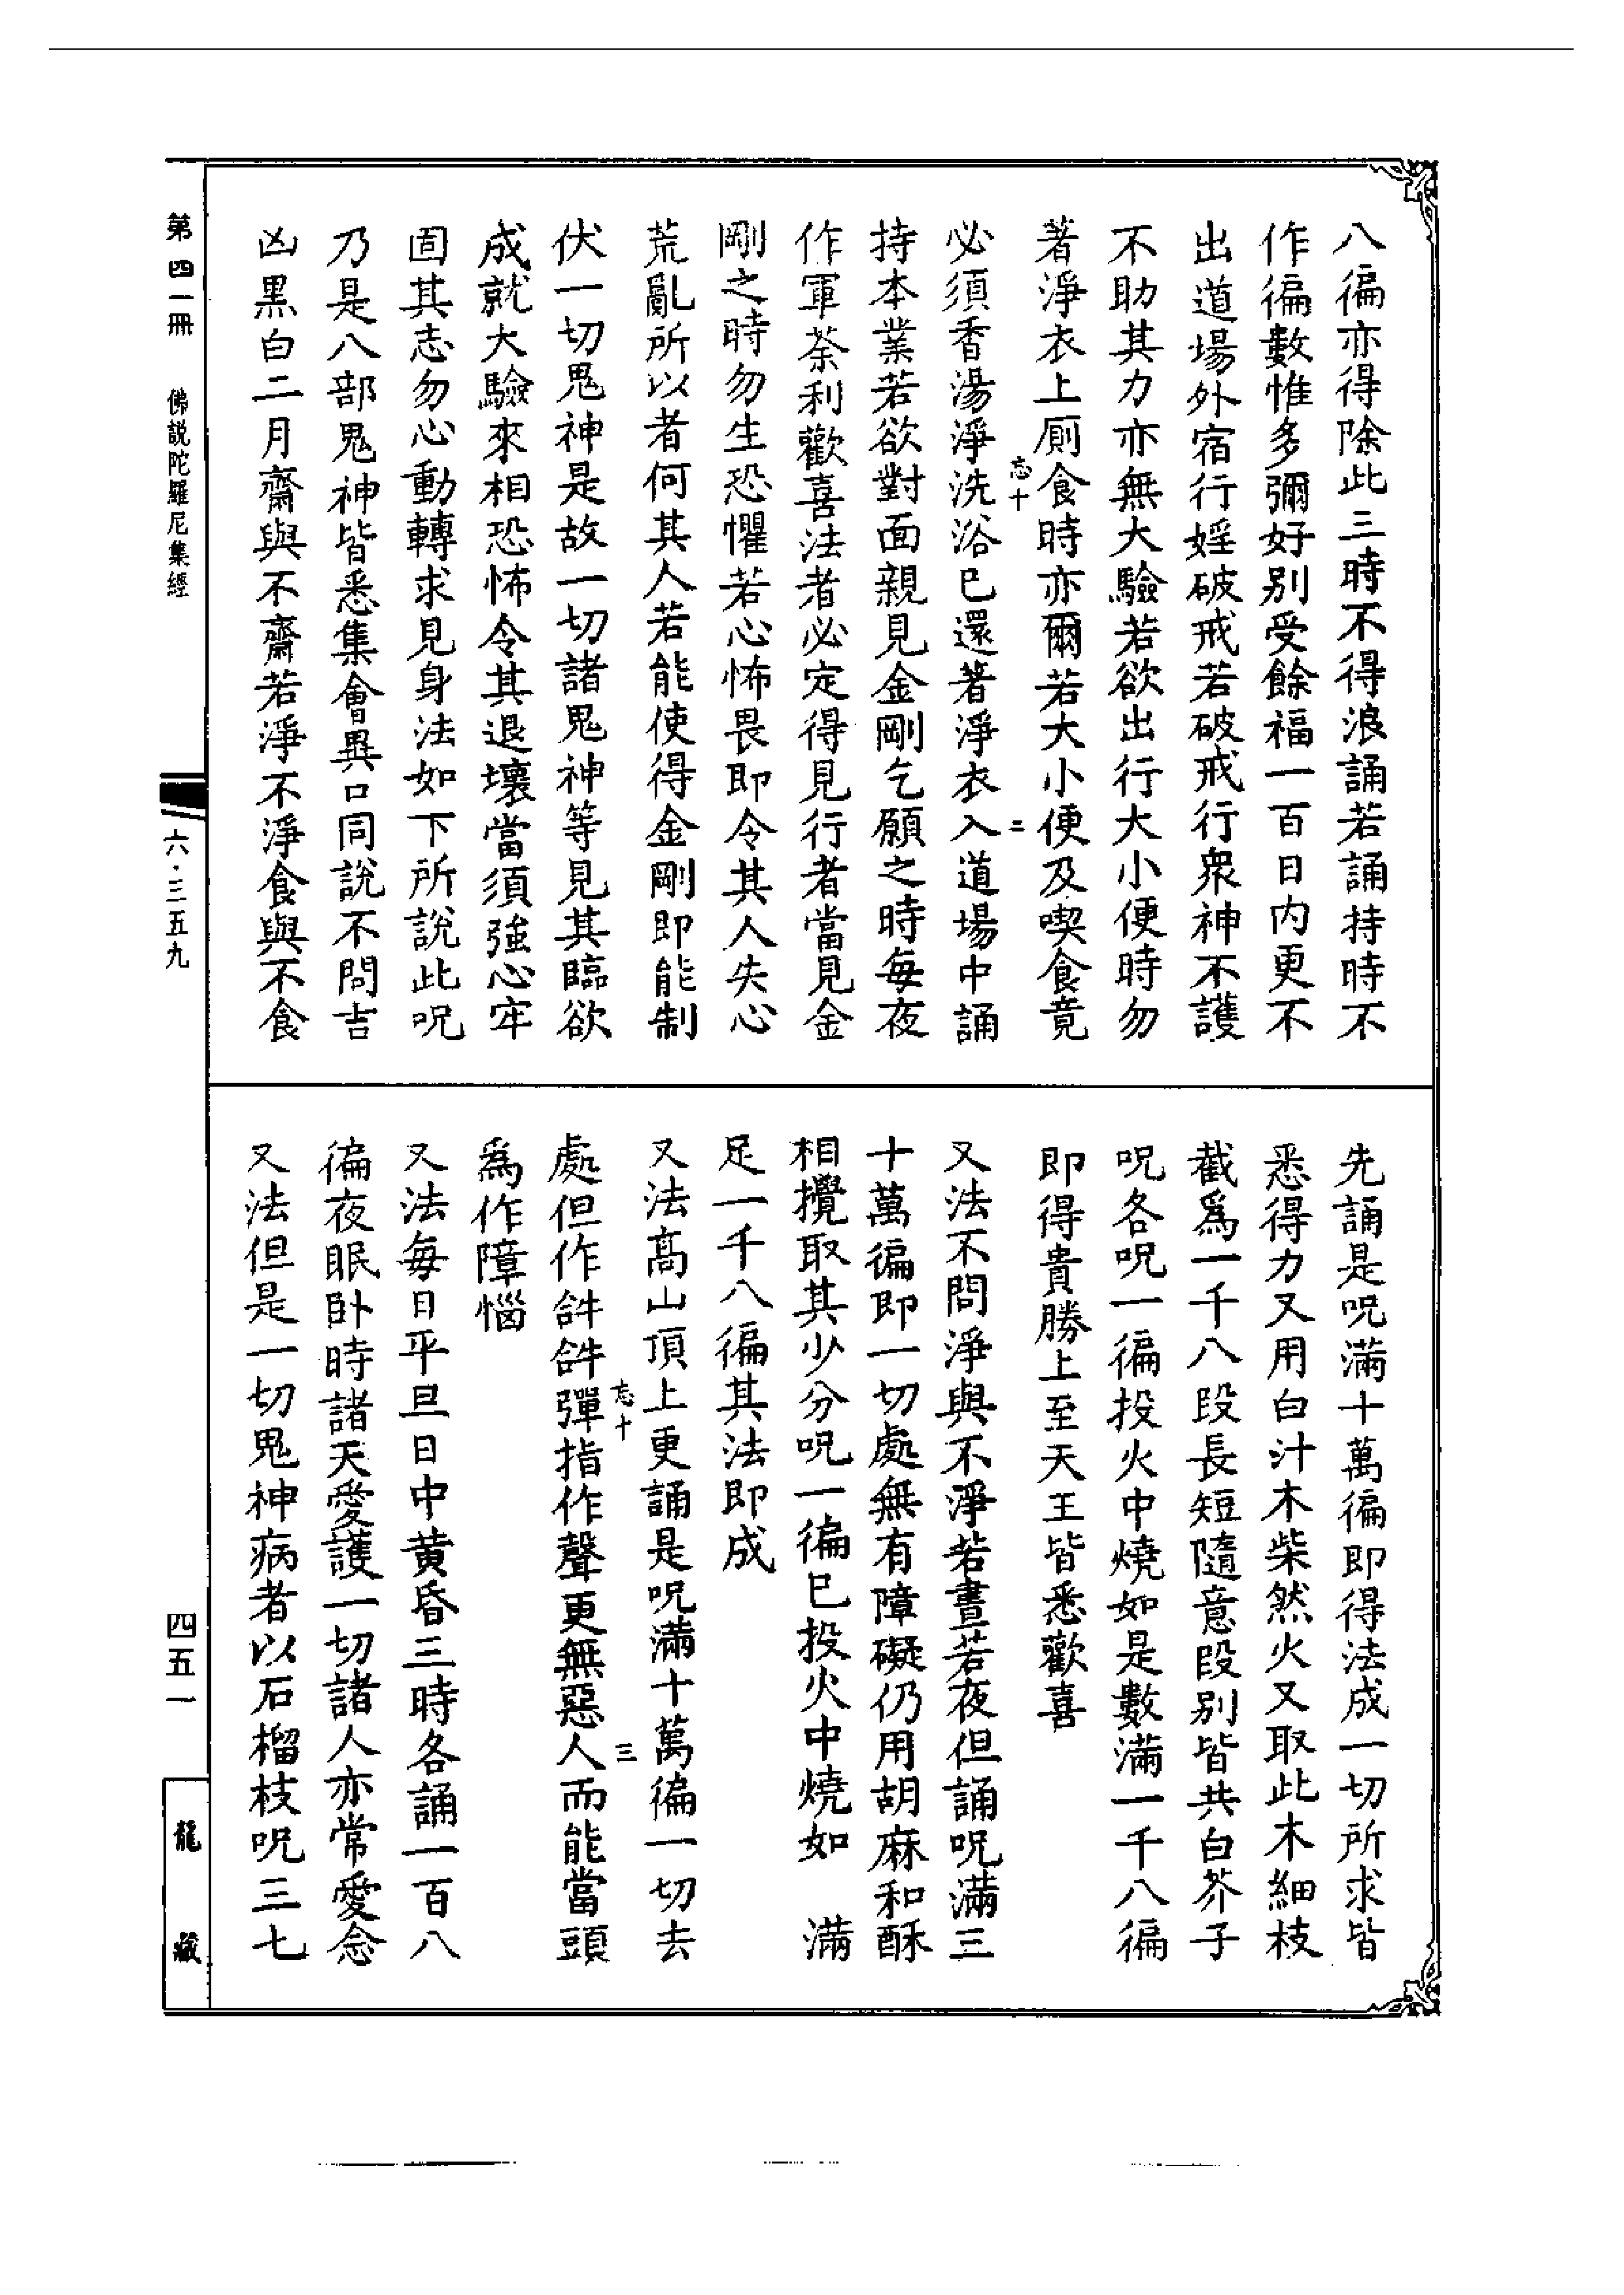 八徧亦得除此三時不得浪誦若誦持時不
作徧數惟多彌好别受餘福一百日内更不
出道場外宿行婬破戒若破戒行衆神不護
不助其力亦無大驗若欲出行大小便時勿
著淨衣上厠食時亦爾若大小便及喫食竟
忘十 二
必須香湯淨洗浴已還著淨衣入道場中誦
持本業若欲對面親見金剛乞願之時每夜
作軍荼利歡喜法者必定得見行者當見金
剛之時勿生恐懼若心怖畏即令其人失心
荒亂所以者何其人若能使得金剛即能制
伏一切鬼神是故一切諸鬼神等見其臨欲
成就大驗來相恐怖令其退壞當須強心牢
固其志勿心動轉求見身法如下所說此呪
乃是八部鬼神皆悉集會異口同說不問吉
凶黑白二月齋與不齋若淨不淨食與不食
先誦是呪滿十萬徧即得法成一切所求皆
悉得力又用白汁木柴然火又取此木細枝
截爲一千八段長短隨意段别皆共白芥子
呪各呪一徧投火中燒如是數滿一千八徧
即得貴勝上至天王皆悉歡喜
又法不問淨與不淨若晝若夜但誦呪滿三
十萬徧即一切處無有障礙仍用胡麻和酥
相攪取其少分呪一徧已投火中燒如 滿
足一千八徧其法即成
又法高山頂上更誦是呪滿十萬徧一切去
忘十 三
處但作𤙖𤙖彈指作聲更無惡人而能當頭
爲作障惱
又法每日平旦日中黄昏三時各誦一百八
徧夜眠卧時諸天愛護一切諸人亦常愛念
又法但是一切鬼神病者以石榴枝呪三七
第四一冊 佛説陀羅尼集經
六·三五九
四五一
龍藏